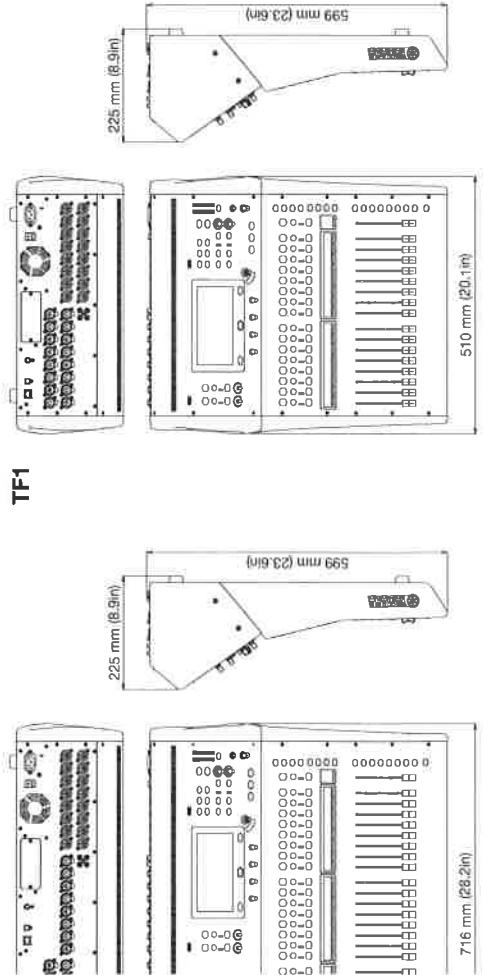 599 mm (23.6in)
225 mm (8.9in)
510 mm (20.1in)
TF1
599 mm (23.6in)
225 mm (8.9in)
716 mm (28.2in)